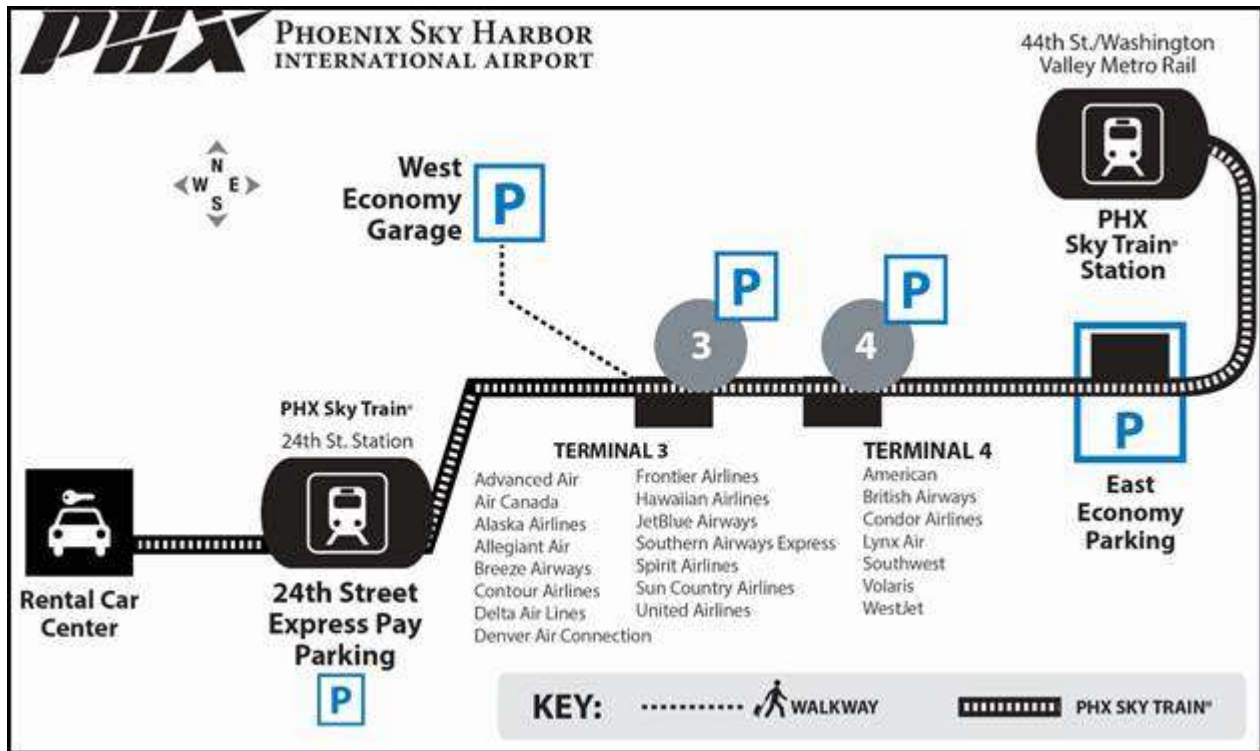 PHX
PHOENIX SKY HARBOR
INTERNATIONAL AIRPORT
44th St./Washington
Valley Metro Rail
N
W E
S
West
Economy
Garage
P
P
P
PHX
Sky Train®
Station
3
4
PHX Sky Train®
24th St. Station
P
East
Economy
Parking
Rental Car
Center
24th Street
Express Pay
Parking
P
TERMINAL 3
Advanced Air
Air Canada
Alaska Airlines
Allegiant Air
Breeze Airways
Contour Airlines
Delta Air Lines
Denver Air Connection
Frontier Airlines
Hawaiian Airlines
JetBlue Airways
Southern Airways Express
Spirit Airlines
Sun Country Airlines
United Airlines
TERMINAL 4
American
British Airways
Condor Airlines
Lynx Air
Southwest
Volaris
WestJet
KEY:
WALKWAY
PHX SKY TRAIN®